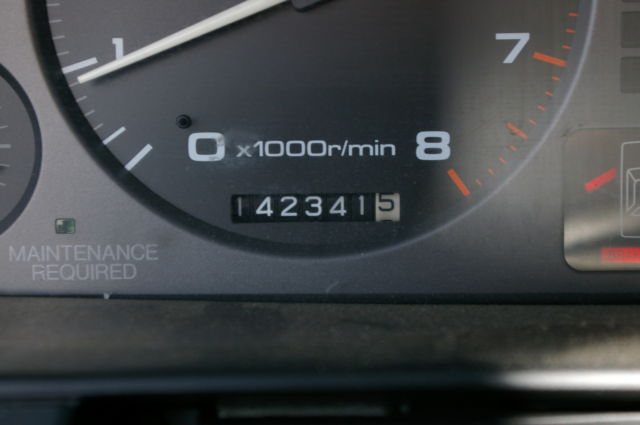 1
7
0 x1000r/min 8
1423415
MAINTENANCE
REQUIRED